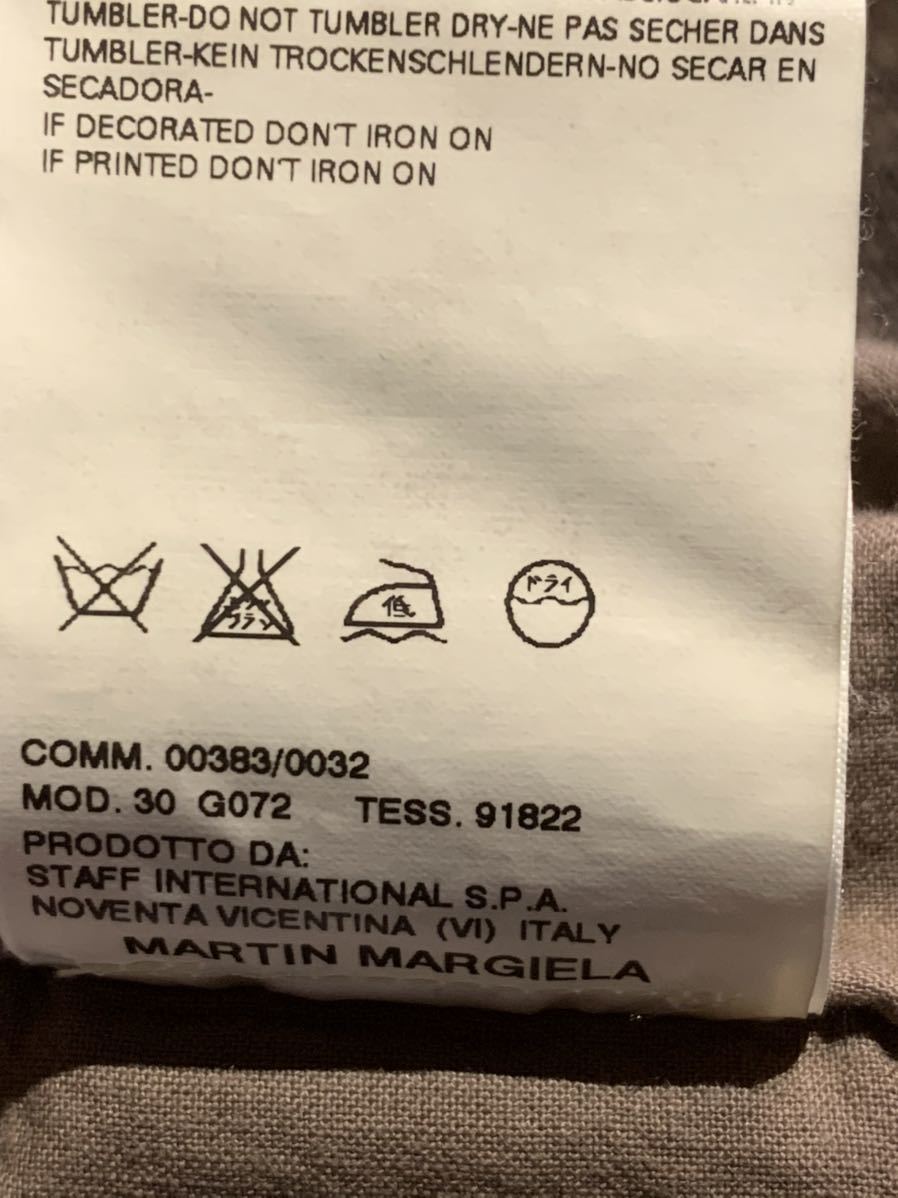 TUMBLER-DO NOT TUMBLER DRY-NE PAS SECHER DANS
TUMBLER-KEIN TROCKENSCHLENDERN-NO SECAR EN
SECADORA-
IF DECORATED DON'T IRON ON
IF PRINTED DON'T IRON ON
低 ドライ
COMM. 00383/0032
MOD. 30 G072 TESS. 91822
PRODOTTO DA:
STAFF INTERNATIONAL S.P.A.
NOVENTA VICENTINA (VI) ITALY
MARTIN MARGIELA